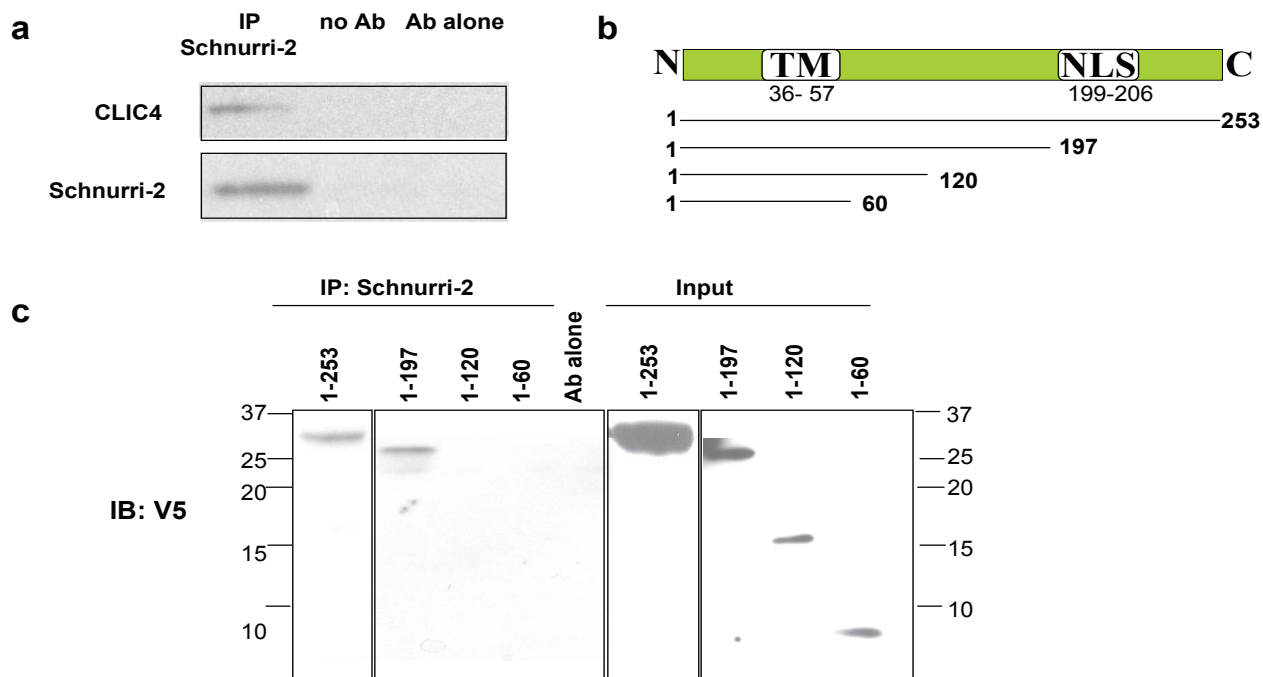 a
IP
Schnurri-2
no Ab
Ab alone
CLIC4
Schnurri-2
b
N
TM
NLS
C
36- 57
199-206
1
253
1
197
1
120
1
60
c
IP: Schnurri-2
Input
1-253
1-197
1-120
1-60
Ab alone
1-253
1-197
1-120
1-60
37
25
20
15
10
IB: V5
37
25
20
15
10